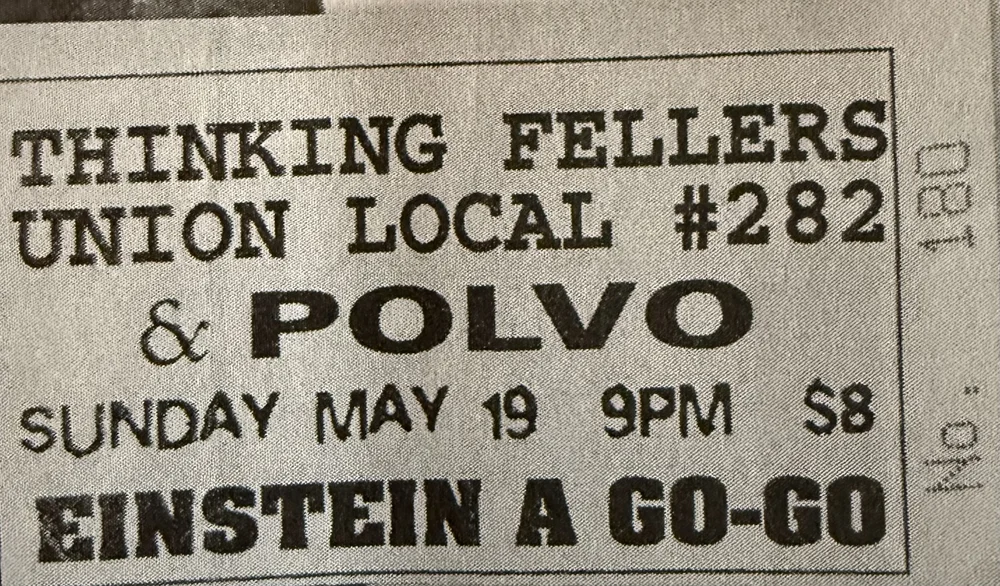 THINKING FELLERS
UNION LOCAL #282
& POLVO
SUNDAY MAY 19 9PM $8
EINSTEIN A GO-GO
No: 180